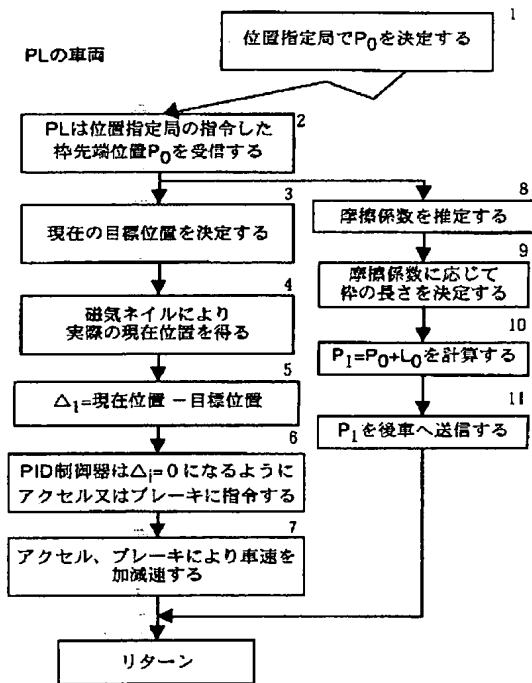 1
位置指定局でP₀を決定する
PLの車両
2
PLは位置指定局の指令した
枠先端位置P₀を受信する
3
現在の目標位置を決定する
4
磁気ネイルにより
実際の現在位置を得る
5
△₁=現在位置－目標位置
6
PID制御器は△ⱼ=0になるように
アクセル又はブレーキに指令する
7
アクセル、ブレーキにより車速を
加減速する
8
摩擦係数を推定する
9
摩擦係数に応じて
枠の長さを決定する
10
P₁=P₀+L₀を計算する
11
P₁を後車へ送信する
リターン